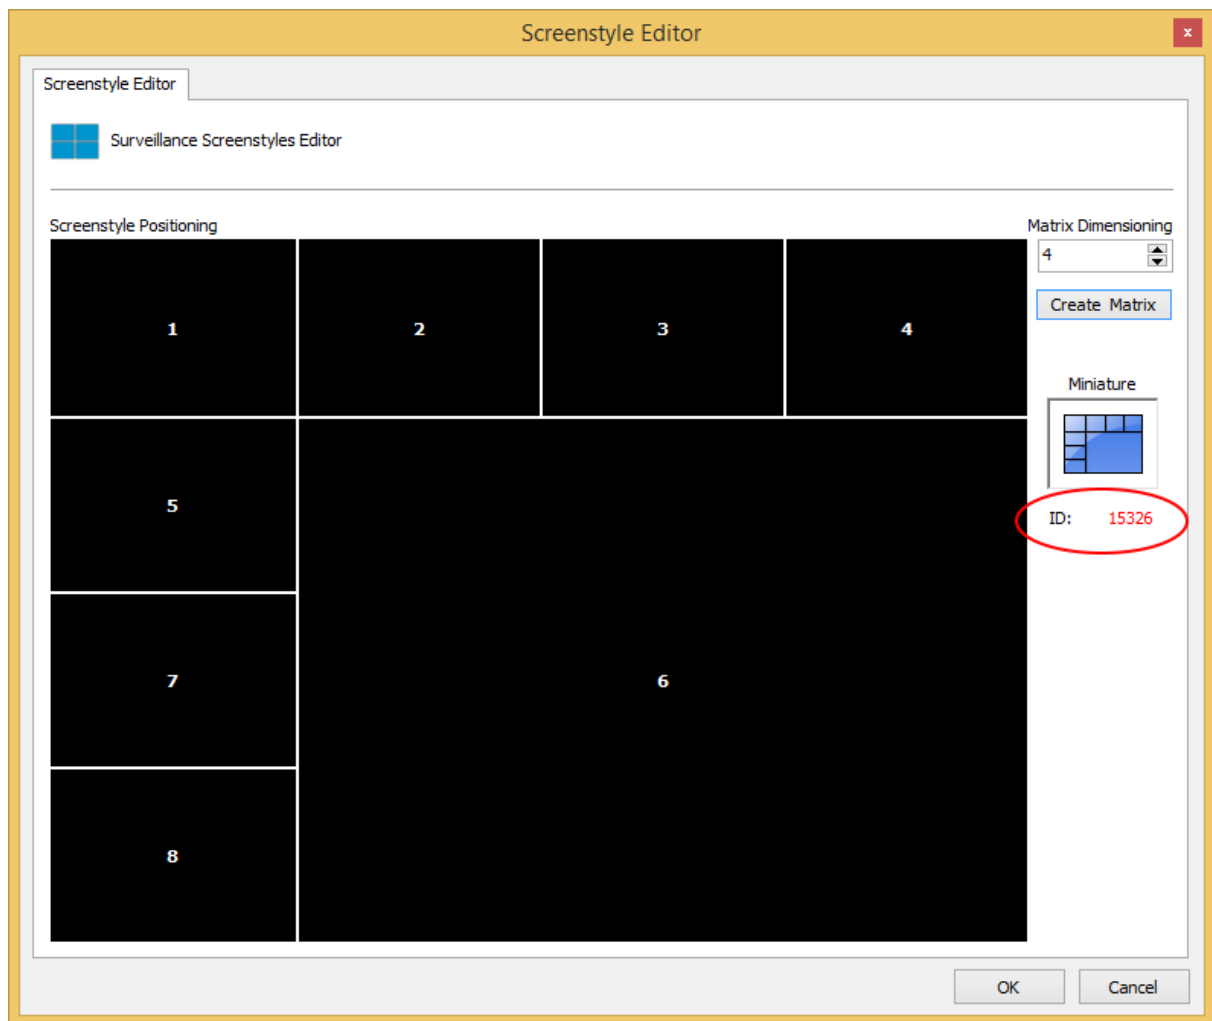 Screenstyle Editor
x
Screenstyle Editor
Surveillance Screenstyles Editor
Screenstyle Positioning
Matrix Dimensioning
4
Create Matrix
1
2
3
4
Miniature
ID: 15326
5
7
6
8
OK
Cancel